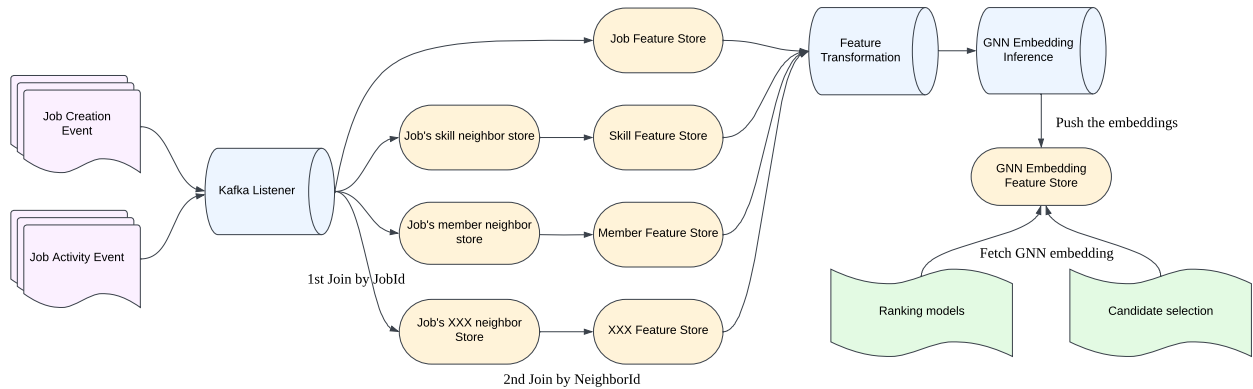 Job Creation
Event
Job Activity Event
Kafka Listener
1st Join by JobId
Job Feature Store
Job's skill neighbor store
Skill Feature Store
Job's member neighbor
store
Member Feature Store
Job's XXX neighbor
Store
XXX Feature Store
2nd Join by NeighborId
Feature
Transformation
GNN Embedding
Inference
Push the embeddings
GNN Embedding
Feature Store
Fetch GNN embedding
Ranking models
Candidate selection